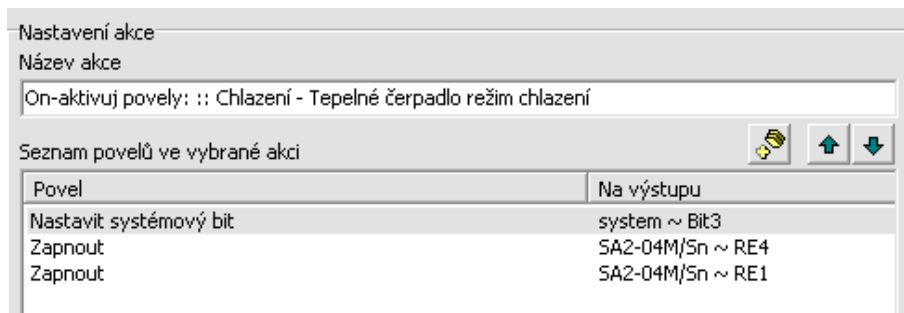 Nastavení akce
Název akce
On-aktivuj povely: :: Chlazení - Tepelné čerpadlo režim chlazení
Seznam povelů ve vybrané akci
Povel Na výstupu
Nastavit systémový bit system ~ Bit3
Zapnout SA2-04M/Sn ~ RE4
Zapnout SA2-04M/Sn ~ RE1